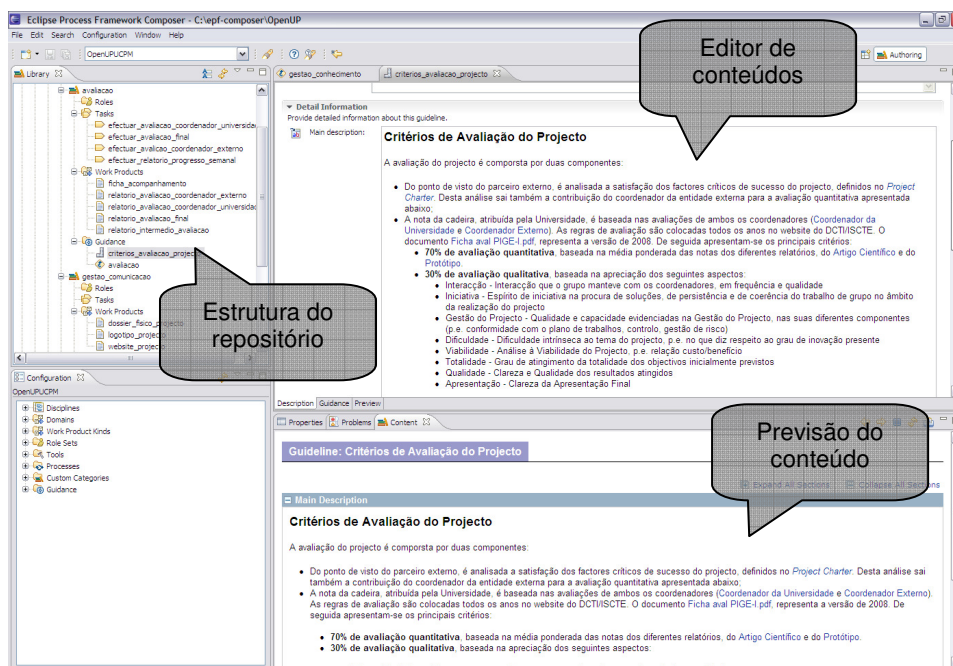 Eclipse Process Framework Composer - C:\epf-composer\OpenUP
File Edit Search Configuration Window Help
OpenUPUCPM
Authoring
Library
avaliacao
Roles
Tasks
efectuar_avaliacao_coordenador_universida
efectuar_avaliacao_final
efectuar_avalicao_coordenador_externo
efectuar_relatorio_progresso_semanal
Work Products
ficha_acompanhamento
relatorio_avaliacao_coordenador_externo
relatorio_avaliacao_coordenador_universidad
relatorio_avaliacao_final
relatorio_intermedio_avaliacao
Guidance
criterios_avaliacao_projecto
avaliacao
gestao_comunicacao
Roles
Tasks
Work Products
dossier_fisico_projecto
logotipo_projecto
website_projecto
Estrutura do
repositório
Configuration
OpenUPUCPM
Disciplines
Domains
Work Product Kinds
Role Sets
Tools
Processes
Custom Categories
Guidance
gestao_conhecimento
criterios_avaliacao_projecto
Editor de
conteúdos
Detail Information
Provide detailed information about this guideline.
Main description:
Critérios de Avaliação do Projecto
A avaliação do projecto é comporsta por duas componentes:
Do ponto de visto do parceiro externo, é analisada a satisfação dos factores críticos de sucesso do projecto, definidos no Project
Charter. Desta análise sai também a contribuição do coordenador da entidade externa para a avaliação quantitativa apresentada
abaixo;
A nota da cadeira, atribuída pela Universidade, é baseada nas avaliações de ambos os coordenadores (Coordenador da
Universidade e Coordenador Externo). As regras de avaliação são colocadas todos os anos no website do DCTI/ISCTE. O
documento Ficha aval PIGE-I.pdf, representa a versão de 2008. De seguida apresentam-se os principais critérios:
70% de avaliação quantitativa, baseada na média ponderada das notas dos diferentes relatórios, do Artigo Científico e do
Protótipo.
30% de avaliação qualitativa, baseada na apreciação dos seguintes aspectos:
Interacção - Interacção que o grupo manteve com os coordenadores, em frequência e qualidade
Iniciativa - Espírito de iniciativa na procura de soluções, de persistência e de coerência do trabalho de grupo no âmbito
da realização do projecto
Gestão do Projecto - Qualidade e capacidade evidenciadas na Gestão do Projecto, nas suas diferentes componentes
(p.e. conformidade com o plano de trabalhos, controlo, gestão de risco)
Dificuldade - Dificuldade intrínseca ao tema do projecto, p.e. no que diz respeito ao grau de inovação presente
Viabilidade - Análise à Viabilidade do Projecto, p.e. relação custo/benefício
Totalidade - Grau de atingimento da totalidade dos objectivos inicialmente previstos
Qualidade - Clareza e Qualidade dos resultados atingidos
Apresentação - Clareza da Apresentação Final
Description Guidance Preview
Properties Problems Content
Previsão do
conteúdo
Guideline: Critérios de Avaliação do Projecto
Expand All Sections Collapse All Sections
Main Description
Critérios de Avaliação do Projecto
A avaliação do projecto é comporsta por duas componentes:
Do ponto de visto do parceiro externo, é analisada a satisfação dos factores críticos de sucesso do projecto, definidos no Project Charter. Desta análise sai
também a contribuição do coordenador da entidade externa para a avaliação quantitativa apresentada abaixo;
A nota da cadeira, atribuída pela Universidade, é baseada nas avaliações de ambos os coordenadores (Coordenador da Universidade e Coordenador Externo).
As regras de avaliação são colocadas todos os anos no website do DCTI/ISCTE. O documento Ficha aval PIGE-I.pdf, representa a versão de 2008. De
seguida apresentam-se os principais critérios:
70% de avaliação quantitativa, baseada na média ponderada das notas dos diferentes relatórios, do Artigo Científico e do Protótipo.
30% de avaliação qualitativa, baseada na apreciação dos seguintes aspectos: